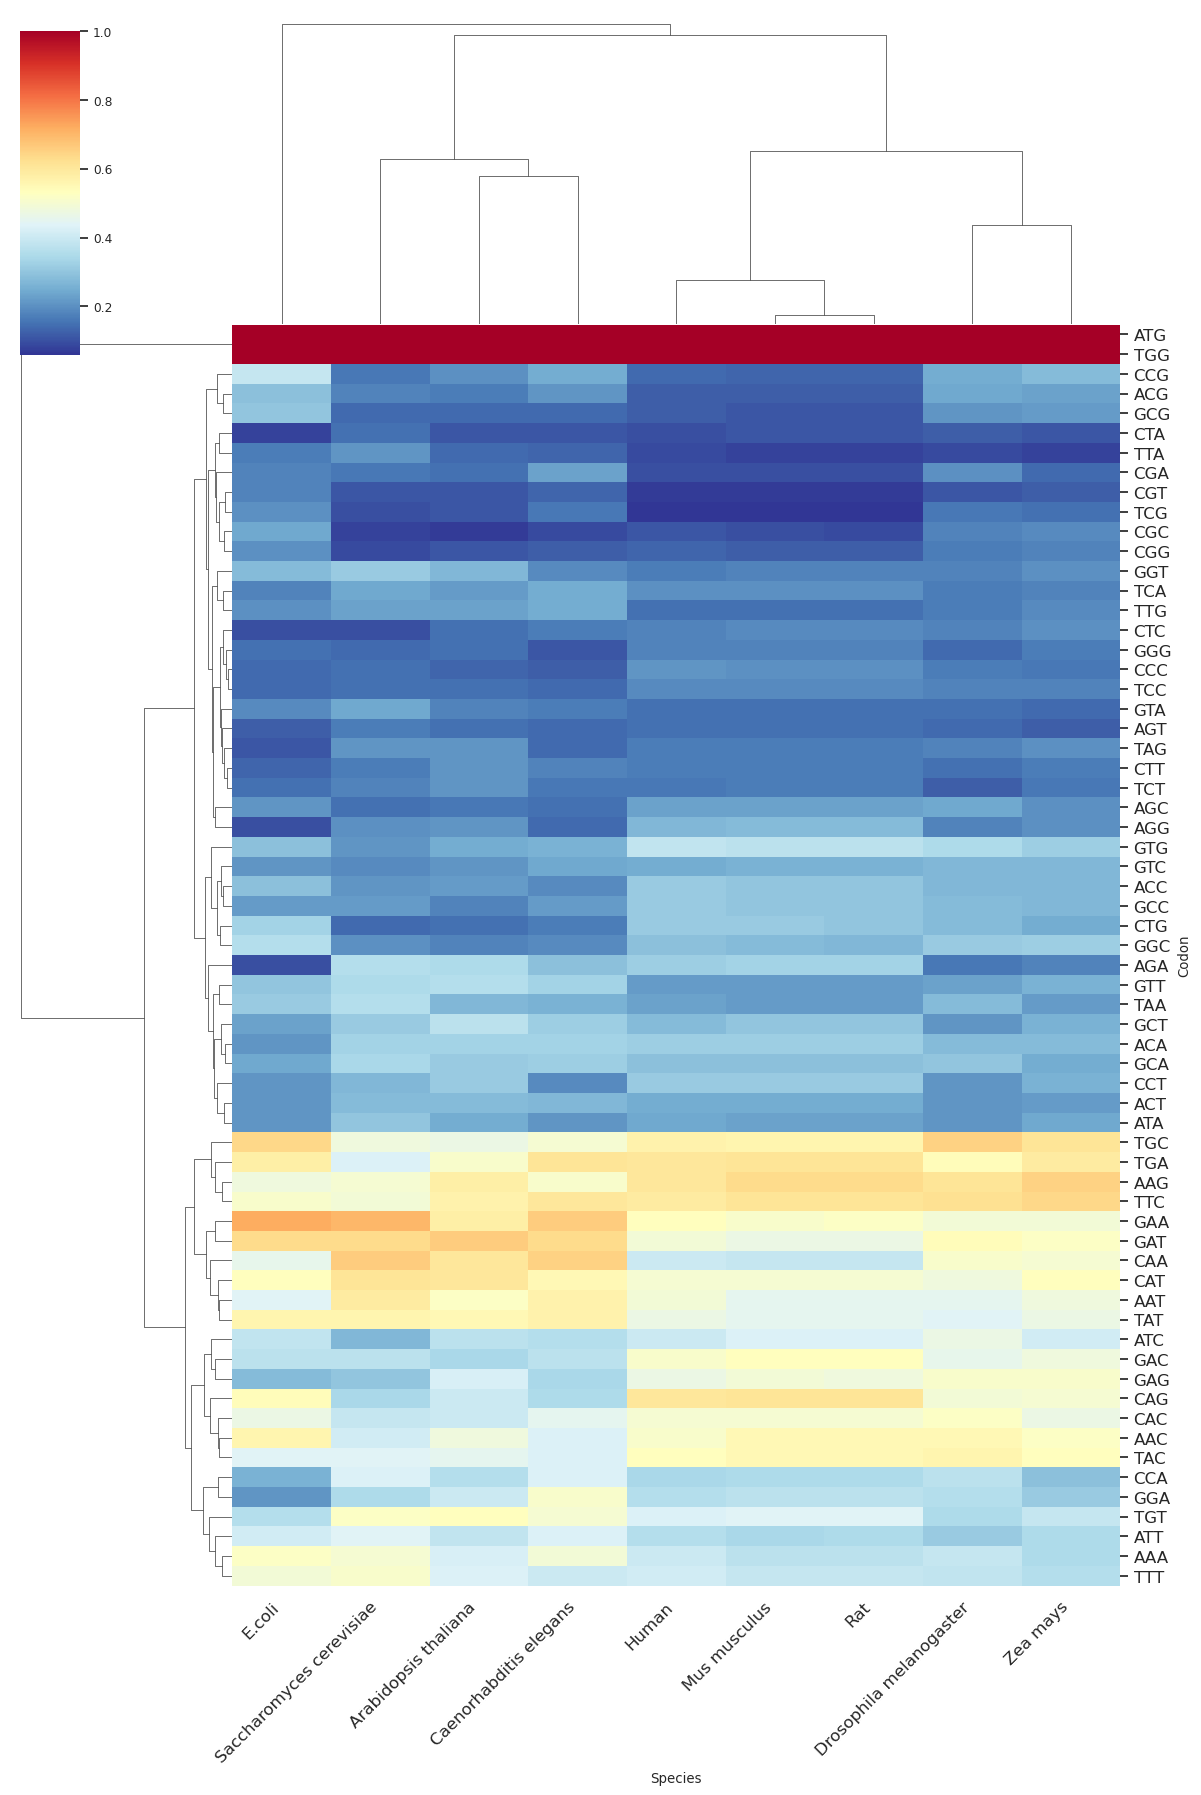 1.0
0.8
0.6
0.4
0.2
ATG
TGG
CCG
ACG
GCG
CTA
TTA
CGA
CGT
TCG
CGC
CGG
GGT
TCA
TTG
CTC
GGG
CCC
TCC
GTA
AGT
TAG
CTT
TCT
AGC
AGG
GTG
GTC
ACC
GCC
CTG
GGC
AGA
GTT
TAA
GCT
ACA
GCA
CCT
ACT
ATA
TGC
TGA
AAG
TTC
GAA
GAT
CAA
CAT
AAT
TAT
ATC
GAC
GAG
CAG
CAC
AAC
TAC
CCA
GGA
TGT
ATT
AAA
TTT
Codon
E.coli
Saccharomyces cerevisiae
Arabidopsis thaliana
Caenorhabditis elegans
Human
Mus musculus
Rat
Drosophila melanogaster
Zea mays
Species